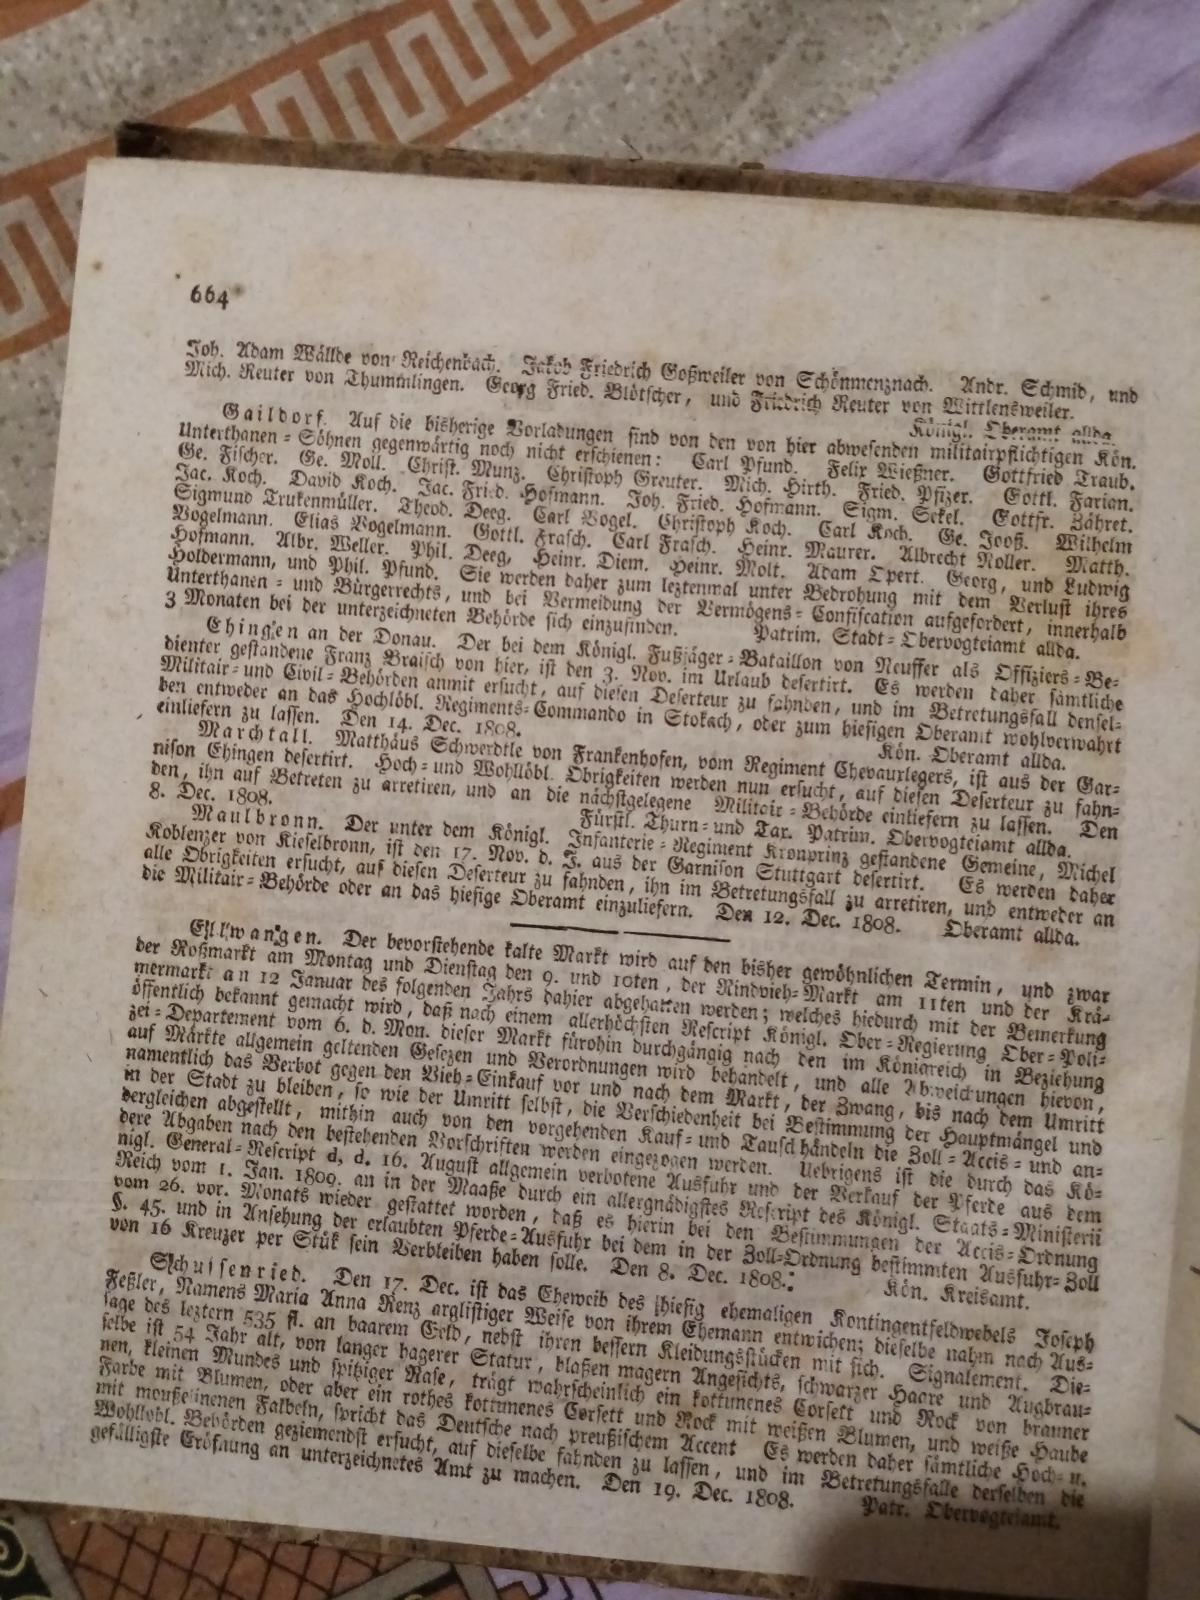 664
Joh. Adam Wällde von Reichenbach. Jakob Friedrich Goßweiler von Schönmenznach. Andr. Schmid, und
Mich. Reuter von Thummlingen. Georg Fried. Blötscher, und Friedrich Reuter von Wittlensweiler.
Königl. Oberamt allda.
Gaildorf. Auf die bisherige Vorladungen sind von den von hier abwesenden militairpflichtigen Kön.
Unterthanen-Söhnen gegenwärtig noch nicht erschienen: Carl Pfund. Felix Wießner. Gottfried Traub.
Ge. Fischer. Ge. Moll. Christ. Munz. Christoph Greuter. Mich. Hirth. Fried. Pfizer. Gottl. Farian.
Jac. Koch. David Koch. Jac. Fried. Hofmann. Joh. Fried. Hofmann. Sigm. Sekel. Gottfr. Zähret.
Sigmund Trukenmüller. Theod. Deeg. Carl Vogel. Christoph Koch. Carl Koch. Ge. Jooß. Wilhelm
Vogelmann. Elias Vogelmann. Gottl. Frasch. Carl Frasch. Heinr. Maurer. Albrecht Noller. Matth.
Hofmann. Albr. Weller. Phil. Deeg, Heinr. Diem. Heinr. Molt. Adam Opert. Georg, und Ludwig
Holdermann, und Phil. Pfund. Sie werden daher zum leztenmal unter Bedrohung mit dem Verlust ihres
Unterthanen- und Bürgerrechts, und bei Vermeidung der Vermögens-Confiscation aufgefordert, innerhalb
3 Monaten bei der unterzeichneten Behörde sich einzufinden. Patrim. Stadt-Obervogteiamt allda.
Ehingen an der Donau. Der bei dem Königl. Fußjäger-Bataillon von Neuffer als Offiziers-Be-
dienter gestandene Franz Braisch von hier, ist den 3. Nov. im Urlaub desertirt. Es werden daher sämtliche
Militair-und Civil-Behörden anmit ersucht, auf diesen Deserteur zu fahnden, und im Betretungsfall densel-
ben entweder an das Hochlöbl. Regiments-Commando in Stokach, oder zum hiesigen Oberamt wohlverwahrt
einliefern zu lassen. Den 14. Dec. 1808. Kön. Oberamt allda.
Marchtall. Matthäus Schwerdtle von Frankenhofen, vom Regiment Chevauxlegers, ist aus der Gar-
nison Ehingen desertirt. Hoch-und Wohllöbl. Obrigkeiten werden nun ersucht, auf diesen Deserteur zu fahn-
den, ihn auf Betreten zu arretiren, und an die nächstgelegene Militair-Behörde einliefern zu lassen. Den
8. Dec. 1808. Fürstl. Thurn-und Tax. Patrim. Obervogteiamt allda.
Maulbronn. Der unter dem Königl. Infanterie-Regiment Kronprinz gestandene Gemeine, Michel
Koblenzer von Kieselbronn, ist den 17. Nov. d. J. aus der Garnison Stuttgart desertirt. Es werden daher
alle Obrigkeiten ersucht, auf diesen Deserteur zu fahnden, ihn im Betretungsfall zu arretiren, und entweder an
die Militair-Behörde oder an das hiesige Oberamt einzuliefern. Den 12. Dec. 1808. Oberamt allda.
Ellwangen. Der bevorstehende kalte Markt wird auf den bisher gewöhnlichen Termin, und zwar
der Roßmarkt am Montag und Dienstag den 9. und 10ten, der Rindvieh-Markt am 11ten und der Krä-
mermarkt an 12 Januar des folgenden Jahrs dahier abgehalten werden; welches hiedurch mit der Bemerkung
öffentlich bekannt gemacht wird, daß nach einem allerhöchsten Rescript Königl. Ober-Regierung Ober-Poli-
zei-Departement vom 6. d. Mon. dieser Markt fürohin durchgängig nach den im Königreich in Beziehung
auf Märkte allgemein geltenden Gesezen und Verordnungen wird behandelt, und alle Abweichungen hievon,
namentlich das Verbot gegen den Vieh-Einkauf vor und nach dem Markt, der Zwang, bis nach dem Umritt
in der Stadt zu bleiben, so wie der Umritt selbst, die Verschiedenheit bei Bestimmung der Hauptmängel und
dergleichen abgestellt, mithin auch von den vorgehenden Kauf-und Tauschhändeln die Zoll-Accis-und an-
dere Abgaben nach den bestehenden Vorschriften werden eingezogen werden. Uebrigens ist die durch das Kö-
nigl. General-Rescript d, d. 16. August allgemein verbotene Ausfuhr und der Verkauf der Pferde aus dem
Reich vom 1. Jan. 1809. an in der Maaße durch ein allergnädigstes Rescript des Königl. Staats-Ministerii
vom 26. vor. Monats wieder gestattet worden, daß es hierin bei den Bestimmungen der Accis-Ordnung
§. 45. und in Ansehung der erlaubten Pferde-Ausfuhr bei dem in der Zoll-Ordnung bestimmten Ausfuhr-Zoll
von 16 Kreuzer per Stük sein Verbleiben haben solle. Den 8. Dec. 1808. Kön. Kreisamt.
Schussenried. Den 17. Dec. ist das Eheweib des hiesig ehemaligen Kontingentfeldwebels Joseph
Feßler, Namens Maria Anna Renz arglistiger Weise von ihrem Ehemann entwichen; dieselbe nahm nach Aus-
sage des leztern 535 fl. an baarem Geld, nebst ihren bessern Kleidungsstücken mit sich. Signalement. Die-
selbe ist 54 Jahr alt, von langer hagerer Statur, blaßen magern Angesichts, schwarzer Haare und Augbrau-
nen, kleinen Mundes und spitziger Nase, trägt wahrscheinlich ein kottunenes Corsett und Rock von brauner
Farbe mit Blumen, oder aber ein rothes kottunenes Corsett und Rock mit weißen Blumen, und weiße Haube
mit moußelinenen Falbeln, spricht das Deutsche nach preußischem Accent Es werden daher sämtliche Hoch-u.
Wohllöbl. Behörden geziemendst ersucht, auf dieselbe fahnden zu lassen, und im Betretungsfalle derselben die
gefälligste Eröfnung an unterzeichnetes Amt zu machen. Den 19. Dec. 1808. Patr. Obervogteiamt.